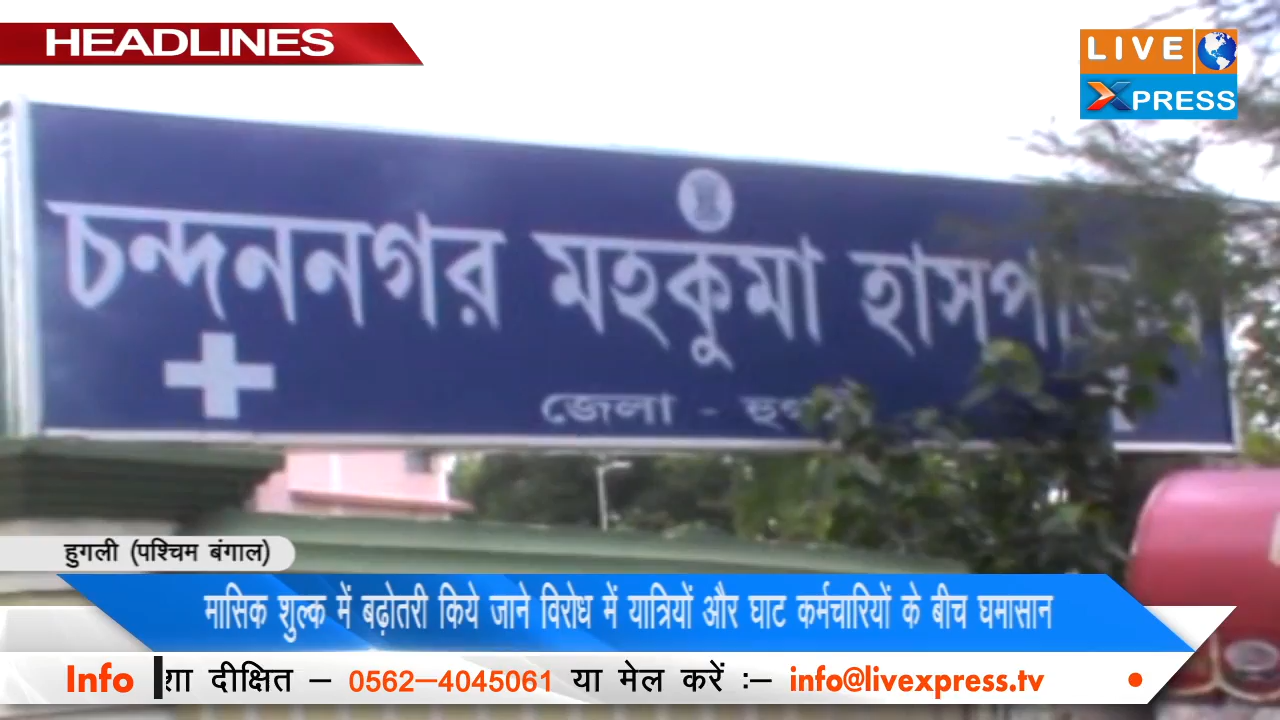 HEADLINES
LIVE
XPRESS
চন্দননগর মহকুমা
জেলা -
हुगली (पश्चिम बंगाल)
मासिक शुल्क में बढ़ोतरी किये जाने विरोध में यात्रियों और घाट कर्मचारियों के बीच घमासान
Info दीक्षित – 0562–4045061 या मेल करें :– info@livexpress.tv